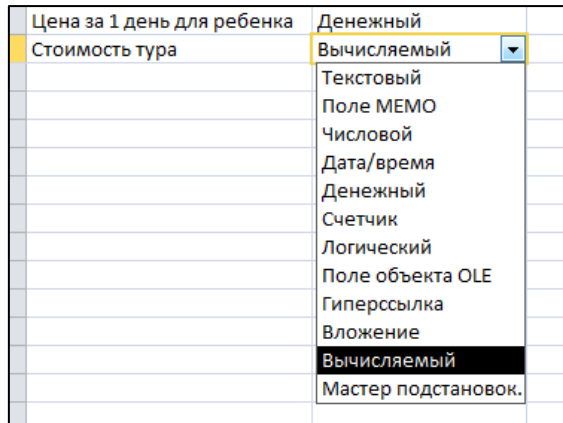 Цена за 1 день для ребенка Денежный
Стоимость тура Вычисляемый
Текстовый
Поле МЕМО
Числовой
Дата/время
Денежный
Счетчик
Логический
Поле объекта OLE
Гиперссылка
Вложение
Вычисляемый
Мастер подстановок.